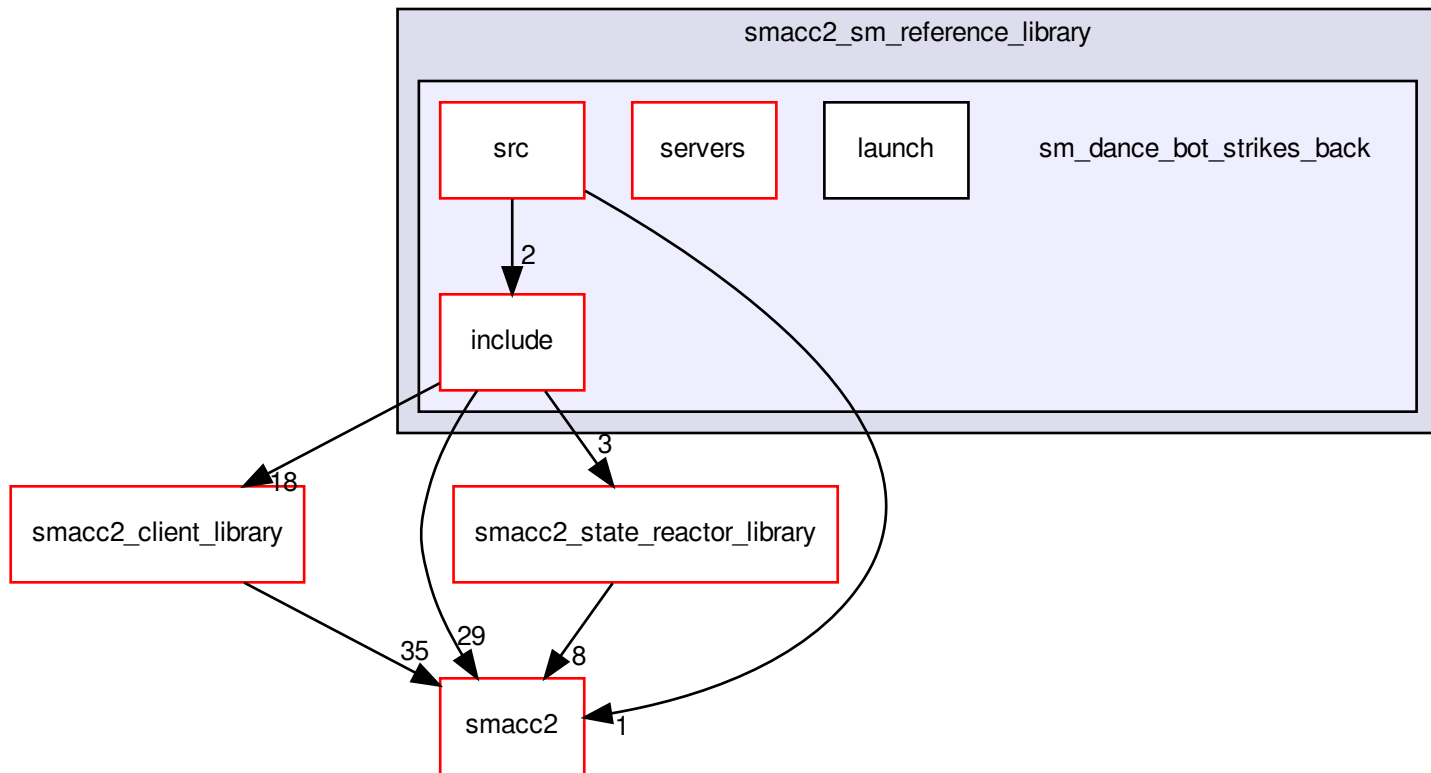 smacc2_sm_reference_library
src
servers
launch
sm_dance_bot_strikes_back
2
include
3
18
smacc2_client_library
smacc2_state_reactor_library
35
29
8
smacc2
1